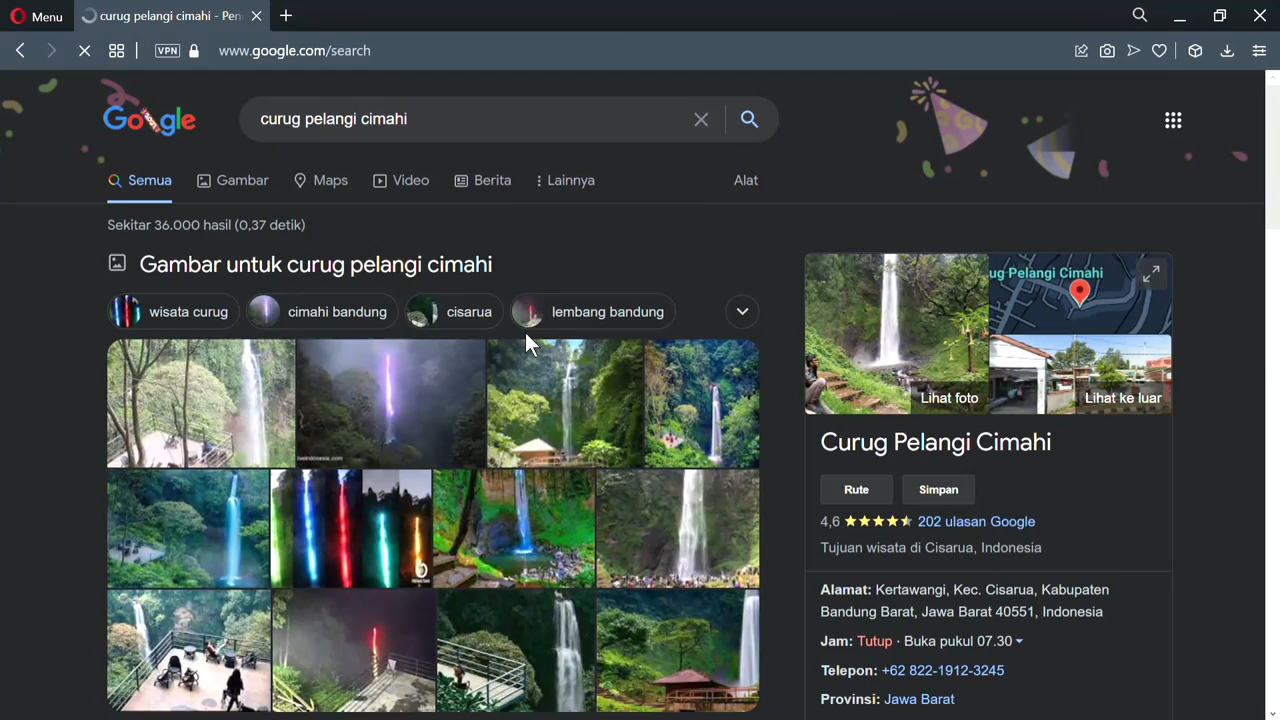 Menu
curug pelangi cimahi - Pen
VPN
www.google.com/search
Google
curug pelangi cimahi
Semua
Gambar
Maps
Video
Berita
Lainnya
Alat
Sekitar 36.000 hasil (0,37 detik)
Gambar untuk curug pelangi cimahi
wisata curug
cimahi bandung
cisarua
lembang bandung
ug Pelangi Cimahi
Lihat foto
Lihat ke luar
Curug Pelangi Cimahi
Rute
Simpan
4,6
202 ulasan Google
Tujuan wisata di Cisarua, Indonesia
Alamat: Kertawangi, Kec. Cisarua, Kabupaten
Bandung Barat, Jawa Barat 40551, Indonesia
Jam: Tutup · Buka pukul 07.30
Telepon: +62 822-1912-3245
Provinsi: Jawa Barat